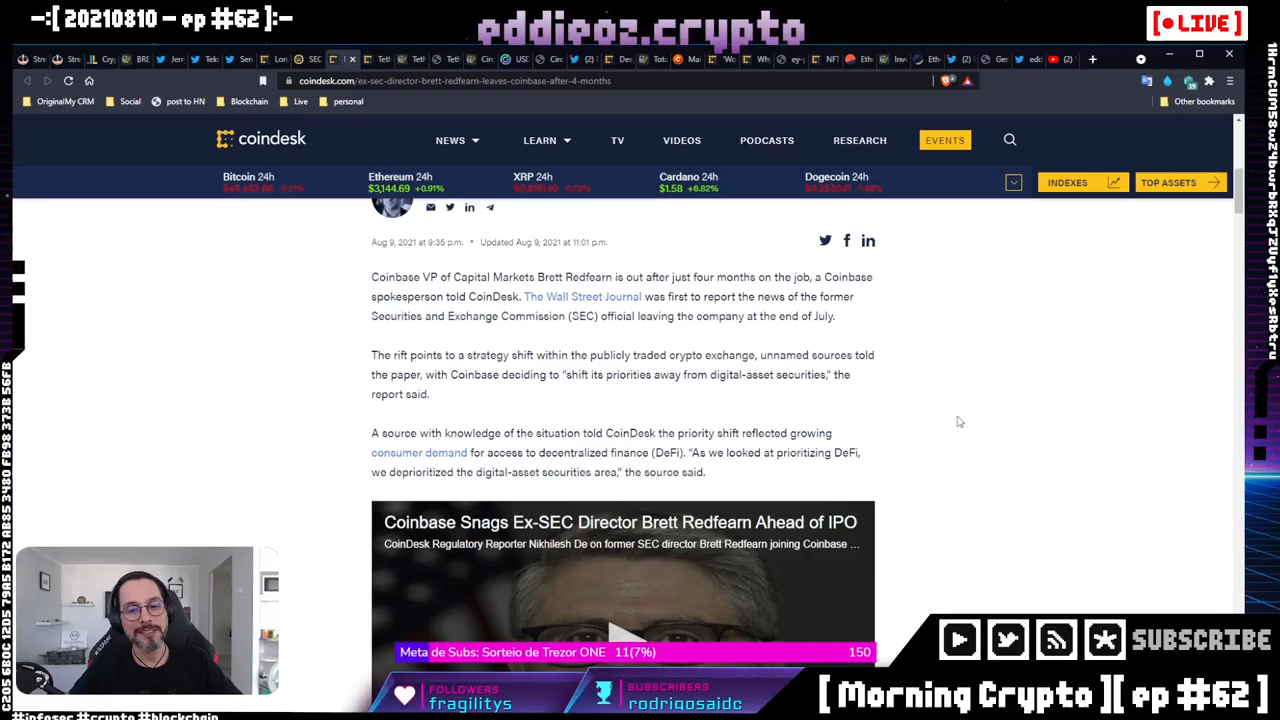 -:[ 20210810 - ep #62 ]:-
eddieoz.crypto
[● LIVE ]
coindesk.com/ex-sec-director-brett-redfearn-leaves-coinbase-after-4-months
OriginalMy CRM
Social
post to HN
Blockchain
Live
personal
Other bookmarks
coindesk
NEWS
LEARN
TV
VIDEOS
PODCASTS
RESEARCH
EVENTS
Bitcoin 24h
Ethereum 24h
$3,144.69 +0.91%
XRP 24h
Cardano 24h
$1.58 +6.82%
Dogecoin 24h
INDEXES
TOP ASSETS
Aug 9, 2021 at 9:35 p.m. • Updated Aug 9, 2021 at 11:01 p.m.
Coinbase VP of Capital Markets Brett Redfearn is out after just four months on the job, a Coinbase
spokesperson told CoinDesk. The Wall Street Journal was first to report the news of the former
Securities and Exchange Commission (SEC) official leaving the company at the end of July.
The rift points to a strategy shift within the publicly traded crypto exchange, unnamed sources told
the paper, with Coinbase deciding to “shift its priorities away from digital-asset securities,” the
report said.
A source with knowledge of the situation told CoinDesk the priority shift reflected growing
consumer demand for access to decentralized finance (DeFi). “As we looked at prioritizing DeFi,
we deprioritized the digital-asset securities area,” the source said.
Coinbase Snags Ex-SEC Director Brett Redfearn Ahead of IPO
CoinDesk Regulatory Reporter Nikhilesh De on former SEC director Brett Redfearn joining Coinbase ...
Meta de Subs: Sorteio de Trezor ONE 11(7%) 150
FOLLOWERS
fragilitys
SUBSCRIBERS
rodrigosaidc
SUBSCRIBE
[ Morning Crypto ][ ep #62 ]
#infosec #crypto #blockchain